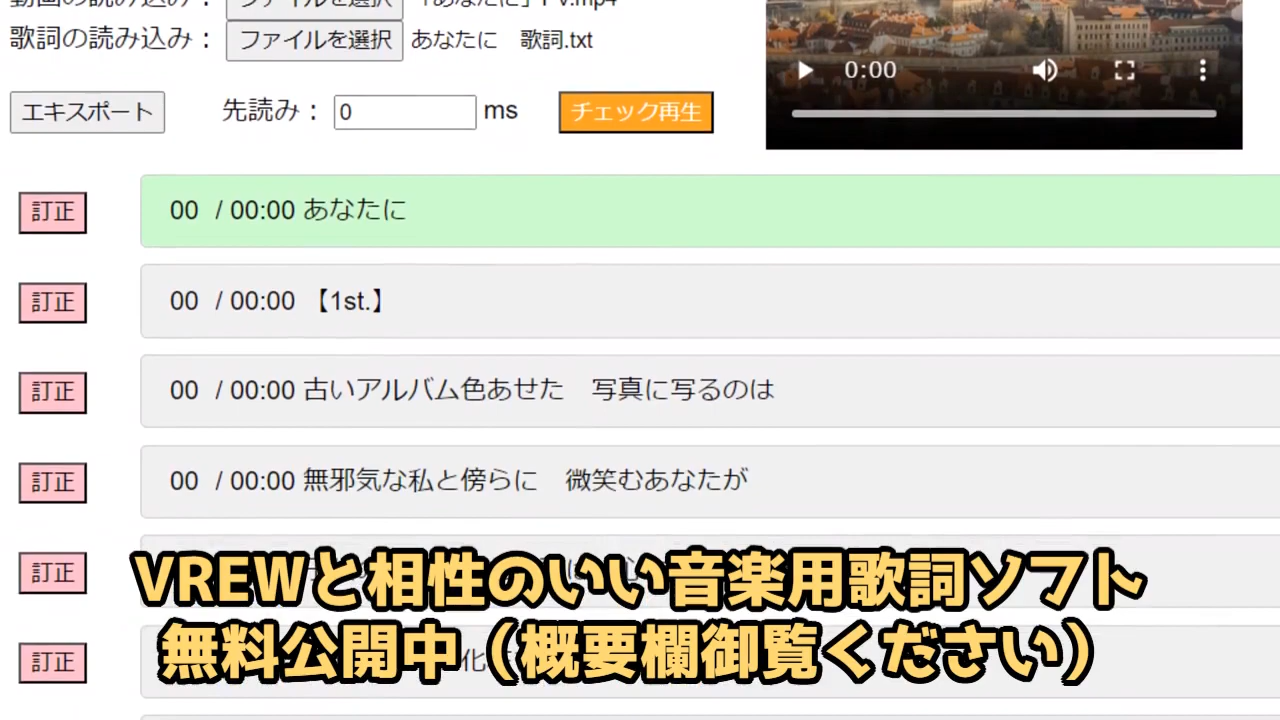 歌詞の読み込み： ファイルを選択 あなたに　歌詞.txt
0:00
エキスポート 先読み： 0 ms チェック再生
訂正 00 / 00:00 あなたに
訂正 00 / 00:00 【1st.】
訂正 00 / 00:00 古いアルバム色あせた　写真に写るのは
訂正 00 / 00:00 無邪気な私と傍らに　微笑むあなたが
訂正
VREWと相性のいい音楽用歌詞ソフト
無料公開中（概要欄御覧ください）
訂正